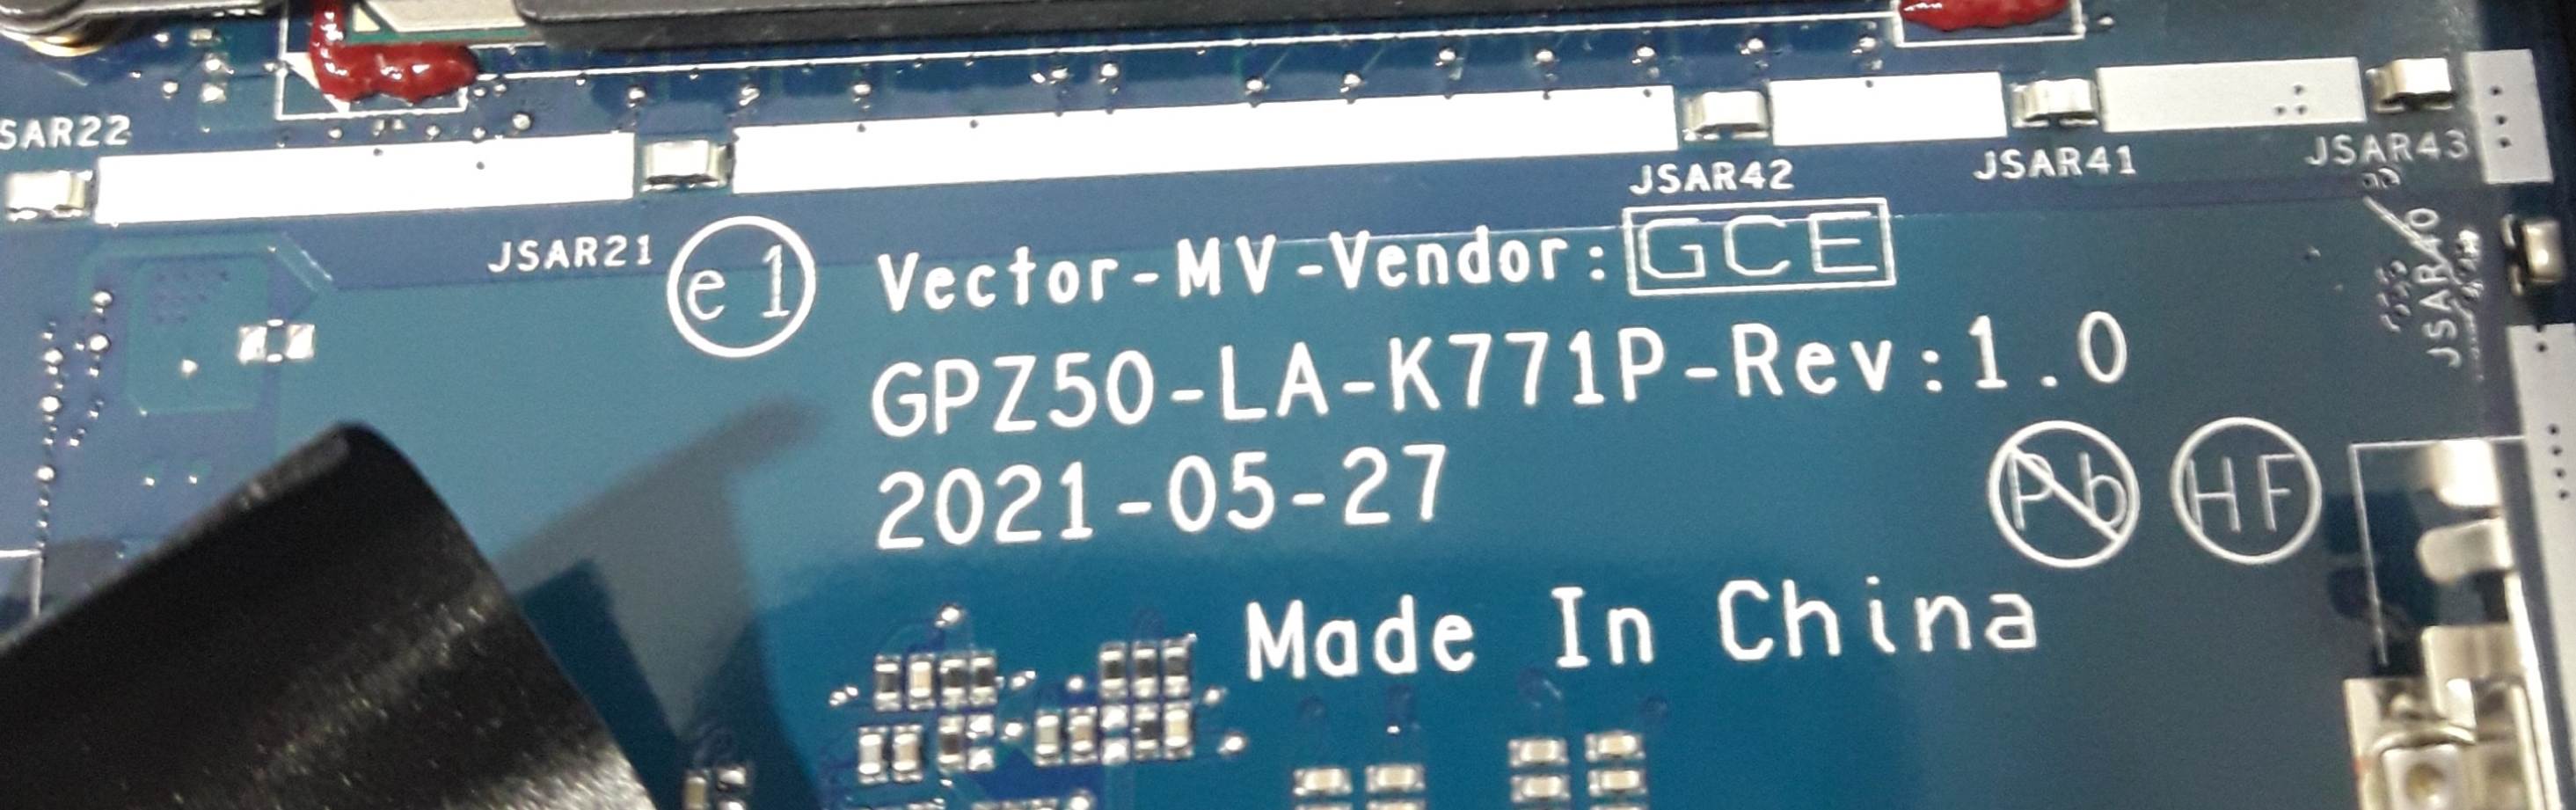 SAR22
JSAR43
JSAR41
JSAR42
JSAR21
JSAR40
e1
Vector-MV-Vendor: GCE
GPZ50-LA-K771P-Rev:1.0
2021-05-27
Pb HF
Made In China